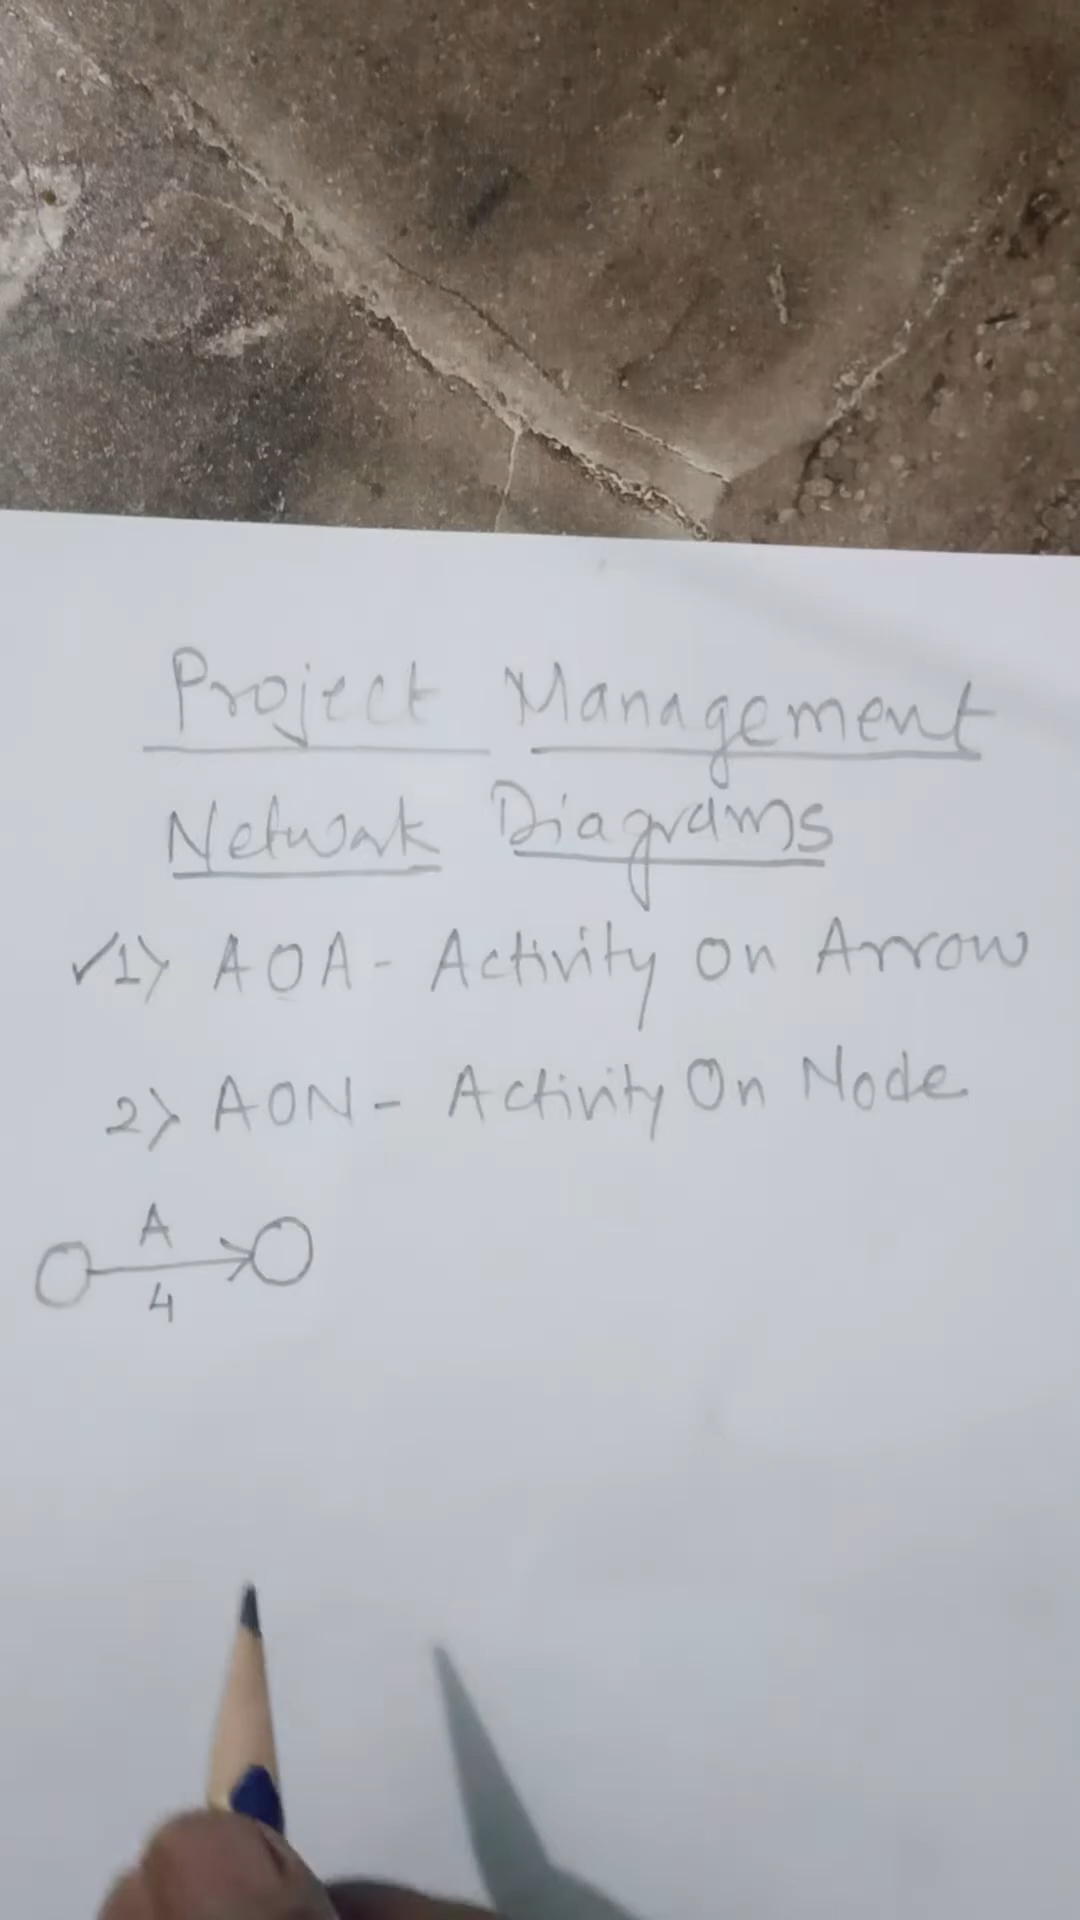 Project Management
Network Diagrams
✓1) AOA - Activity on Arrow
2) AON - Activity On Node
A
4